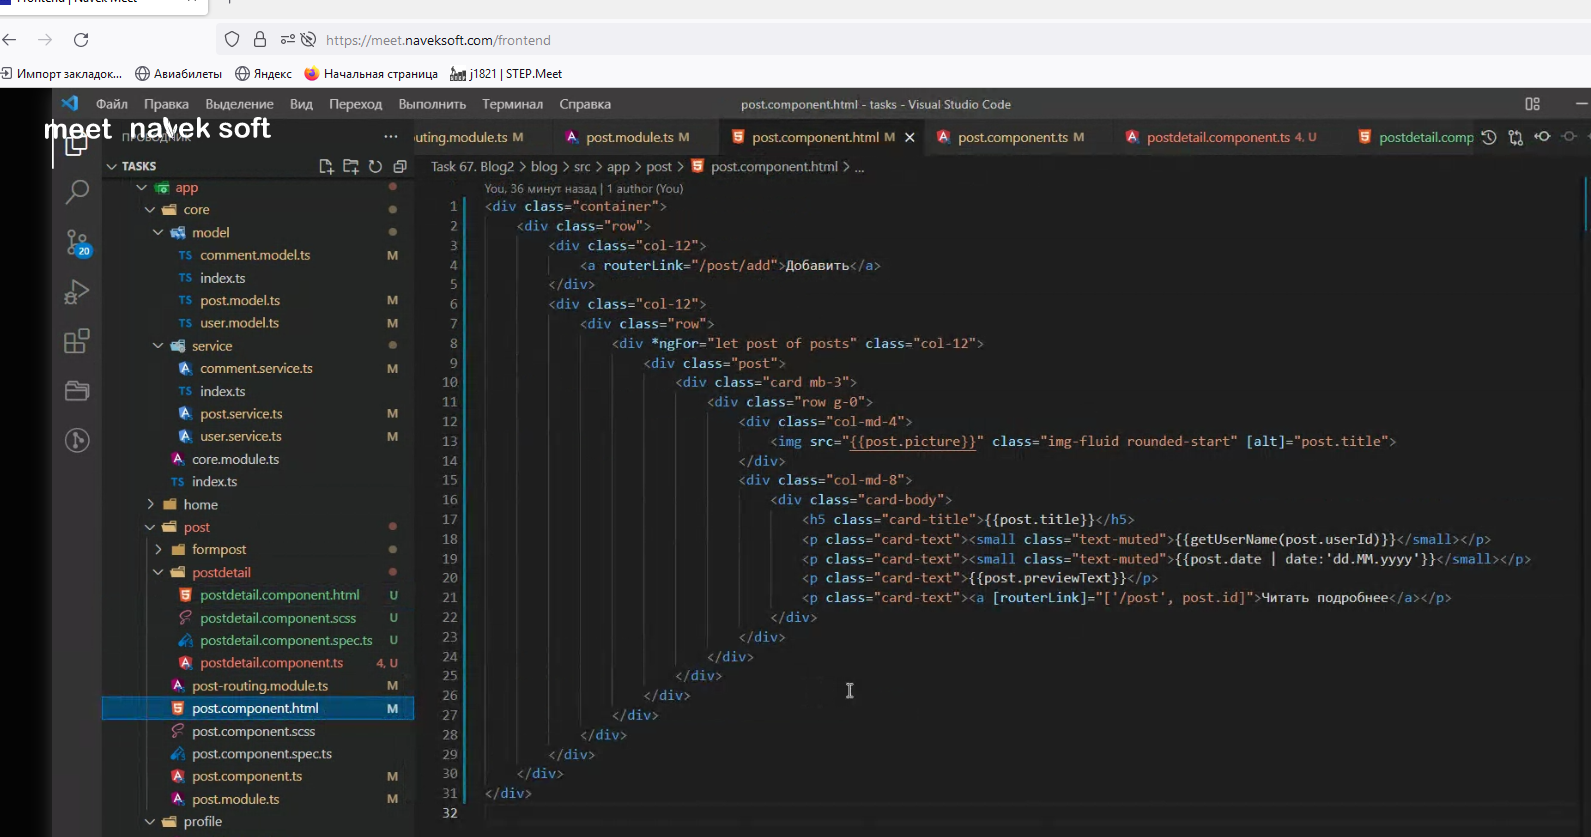 Frontend | Navek Meet
https://meet.naveksoft.com/frontend
Импорт закладок... Авиабилеты Яндекс Начальная страница j1821 | STEP.Meet
Файл Правка Выделение Вид Переход Выполнить Терминал Справка post.component.html - tasks - Visual Studio Code
meet navek soft
ПРОВОДНИК ...
uting.module.ts M post.module.ts M post.component.html M post.component.ts M postdetail.component.ts 4, U postdetail.comp
TASKS
Task 67. Blog2 > blog > src > app > post > post.component.html > ...
app
core
model
comment.model.ts M
index.ts
post.model.ts M
user.model.ts M
service
comment.service.ts M
index.ts
post.service.ts M
user.service.ts M
core.module.ts
index.ts
home
post
formpost
postdetail
postdetail.component.html U
postdetail.component.scss U
postdetail.component.spec.ts U
postdetail.component.ts 4, U
post-routing.module.ts M
post.component.html M
post.component.scss
post.component.spec.ts
post.component.ts M
post.module.ts M
profile
20
You, 36 минут назад | 1 author (You)
1 <div class="container">
2 <div class="row">
3 <div class="col-12">
4 <a routerLink="/post/add">Добавить</a>
5 </div>
6 <div class="col-12">
7 <div class="row">
8 <div *ngFor="let post of posts" class="col-12">
9 <div class="post">
10 <div class="card mb-3">
11 <div class="row g-0">
12 <div class="col-md-4">
13 <img src="{{post.picture}}" class="img-fluid rounded-start" [alt]="post.title">
14 </div>
15 <div class="col-md-8">
16 <div class="card-body">
17 <h5 class="card-title">{{post.title}}</h5>
18 <p class="card-text"><small class="text-muted">{{getUserName(post.userId)}}</small></p>
19 <p class="card-text"><small class="text-muted">{{post.date | date:'dd.MM.yyyy'}}</small></p>
20 <p class="card-text">{{post.previewText}}</p>
21 <p class="card-text"><a [routerLink]="['/post', post.id]">Читать подробнее</a></p>
22 </div>
23 </div>
24 </div>
25 </div>
26 </div>
27 </div>
28 </div>
29 </div>
30 </div>
31 </div>
32